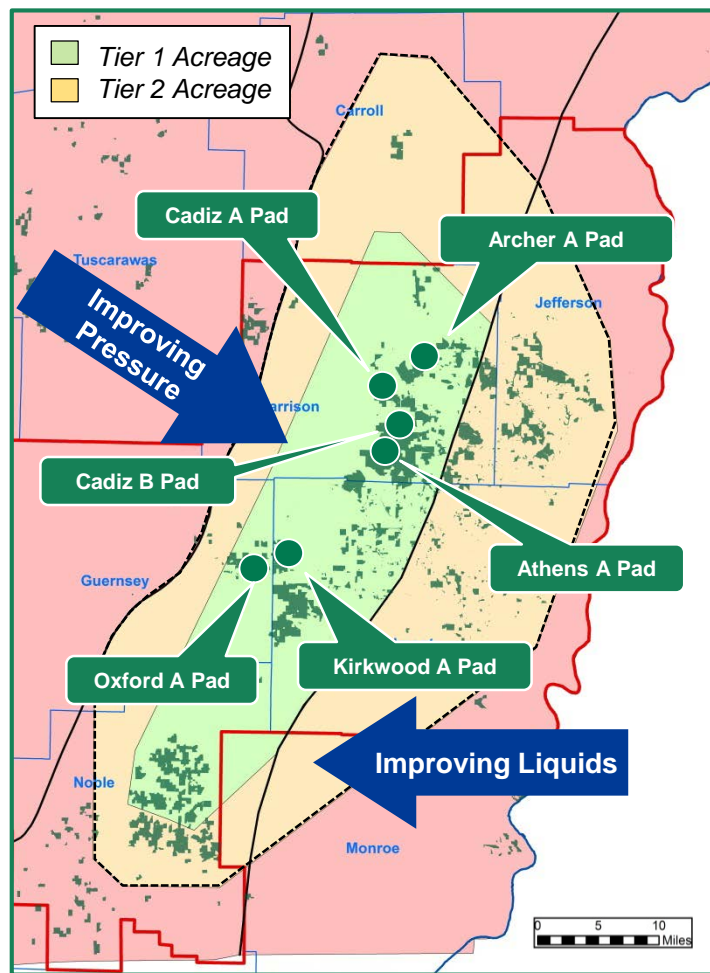 Tier 1 Acreage
Tier 2 Acreage
Carroll
Cadiz A Pad
Archer A Pad
Tuscarawas
Jefferson
Improving
Pressure
arrison
Cadiz B Pad
Athens A Pad
Guernsey
Oxford A Pad
Kirkwood A Pad
Improving Liquids
Noble
Monroe
0 5 10
Miles